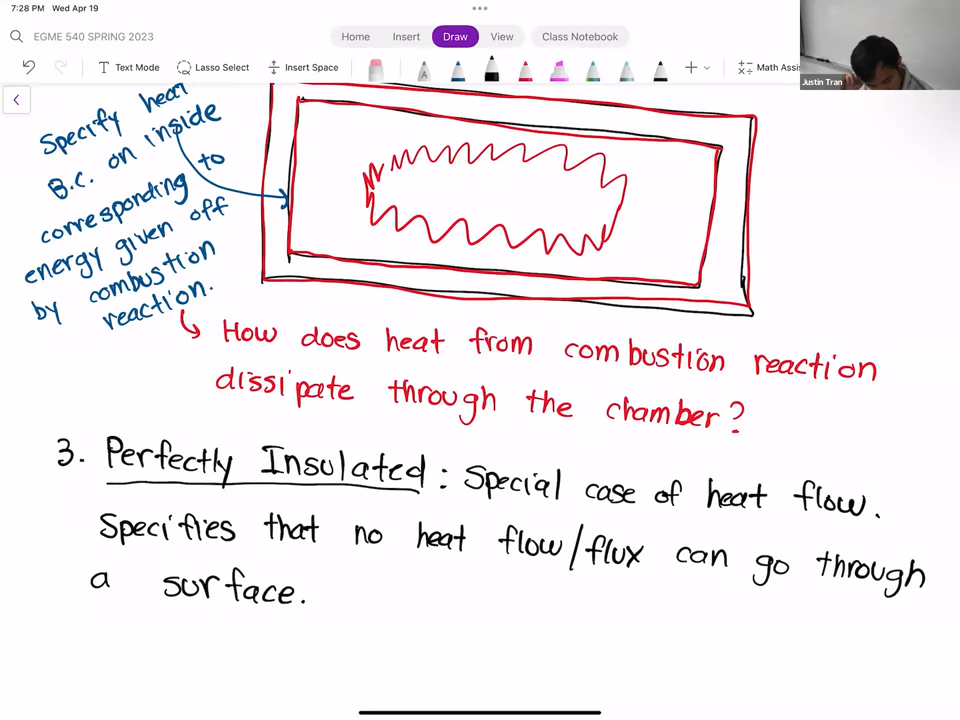 7:28 PM Wed Apr 19
EGME 540 SPRING 2023
Home Insert Draw View Class Notebook
Text Mode Lasso Select Insert Space Math Assis
Justin Tran
Specify heat
B.C. on inside
corresponding to
energy given off
by combustion
reaction.
How does heat from combustion reaction
dissipate through the chamber?
3. Perfectly Insulated: Special case of heat flow.
Specifies that no heat flow/flux can go through
a surface.